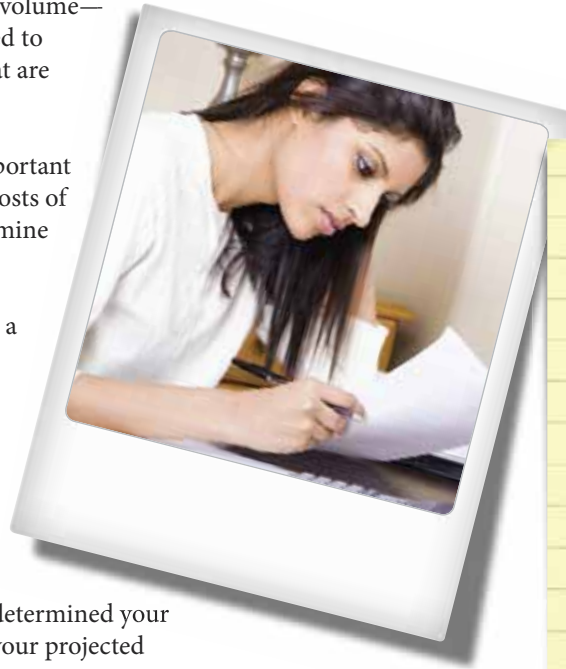 volume—
d to
at are
portant
osts of
mine
a
determined your
your projected